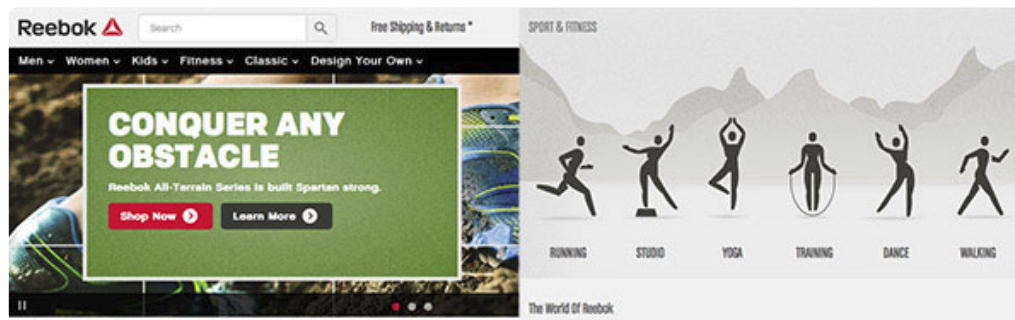 Reebok
Search
Free Shipping & Returns *
Men Women Kids Fitness Classic Design Your Own
CONQUER ANY
OBSTACLE
Reebok All-Terrain Series is built Spartan strong.
Shop Now
Learn More
SPORT & FITNESS
RUNNING STUDIO YOGA TRAINING DANCE WALKING
The World Of Reebok